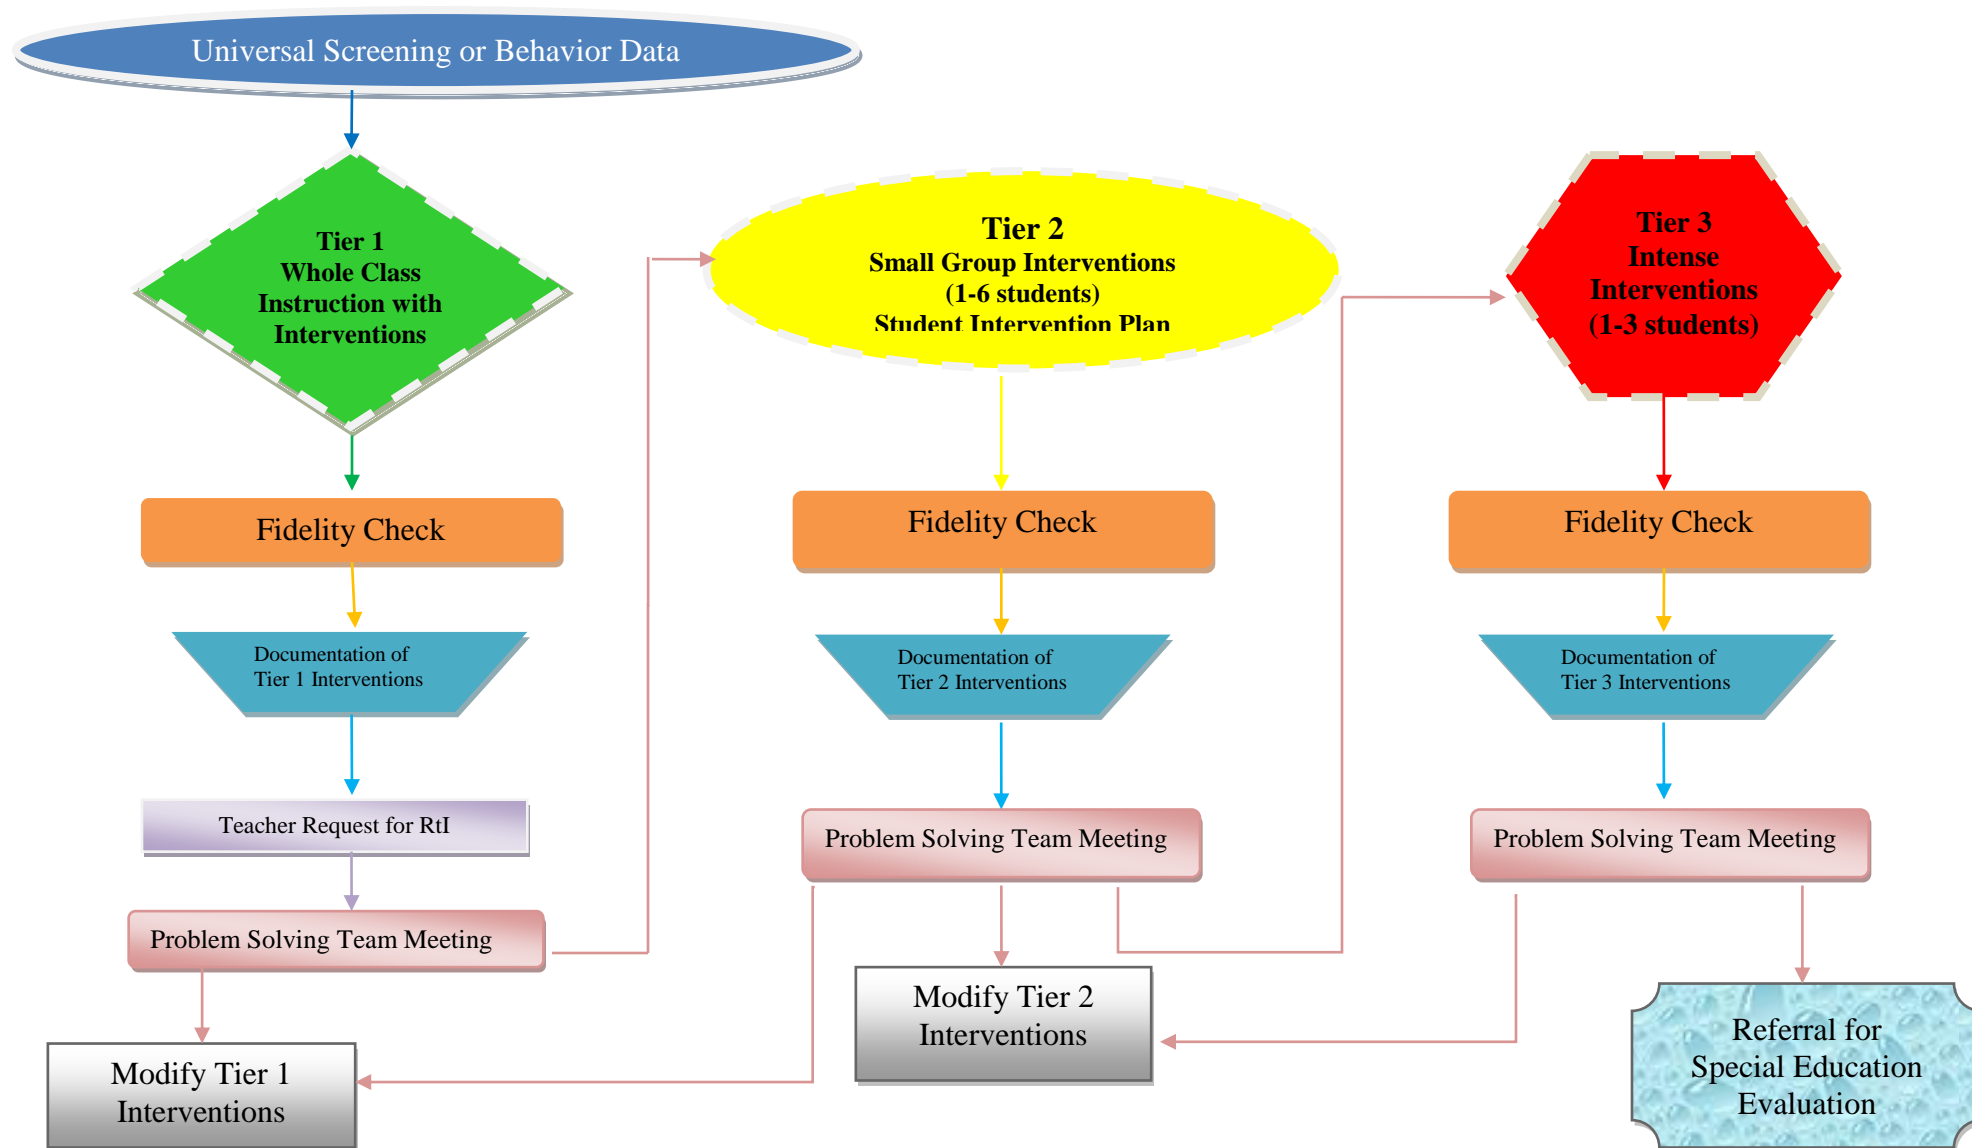 Universal Screening or Behavior Data
Tier 1
Whole Class
Instruction with
Interventions
Fidelity Check
Documentation of
Tier 1 Interventions
Teacher Request for RtI
Problem Solving Team Meeting
Modify Tier 1
Interventions
Tier 2
Small Group Interventions
(1-6 students)
Student Intervention Plan
Fidelity Check
Documentation of
Tier 2 Interventions
Problem Solving Team Meeting
Modify Tier 2
Interventions
Tier 3
Intense
Interventions
(1-3 students)
Fidelity Check
Documentation of
Tier 3 Interventions
Problem Solving Team Meeting
Referral for
Special Education
Evaluation